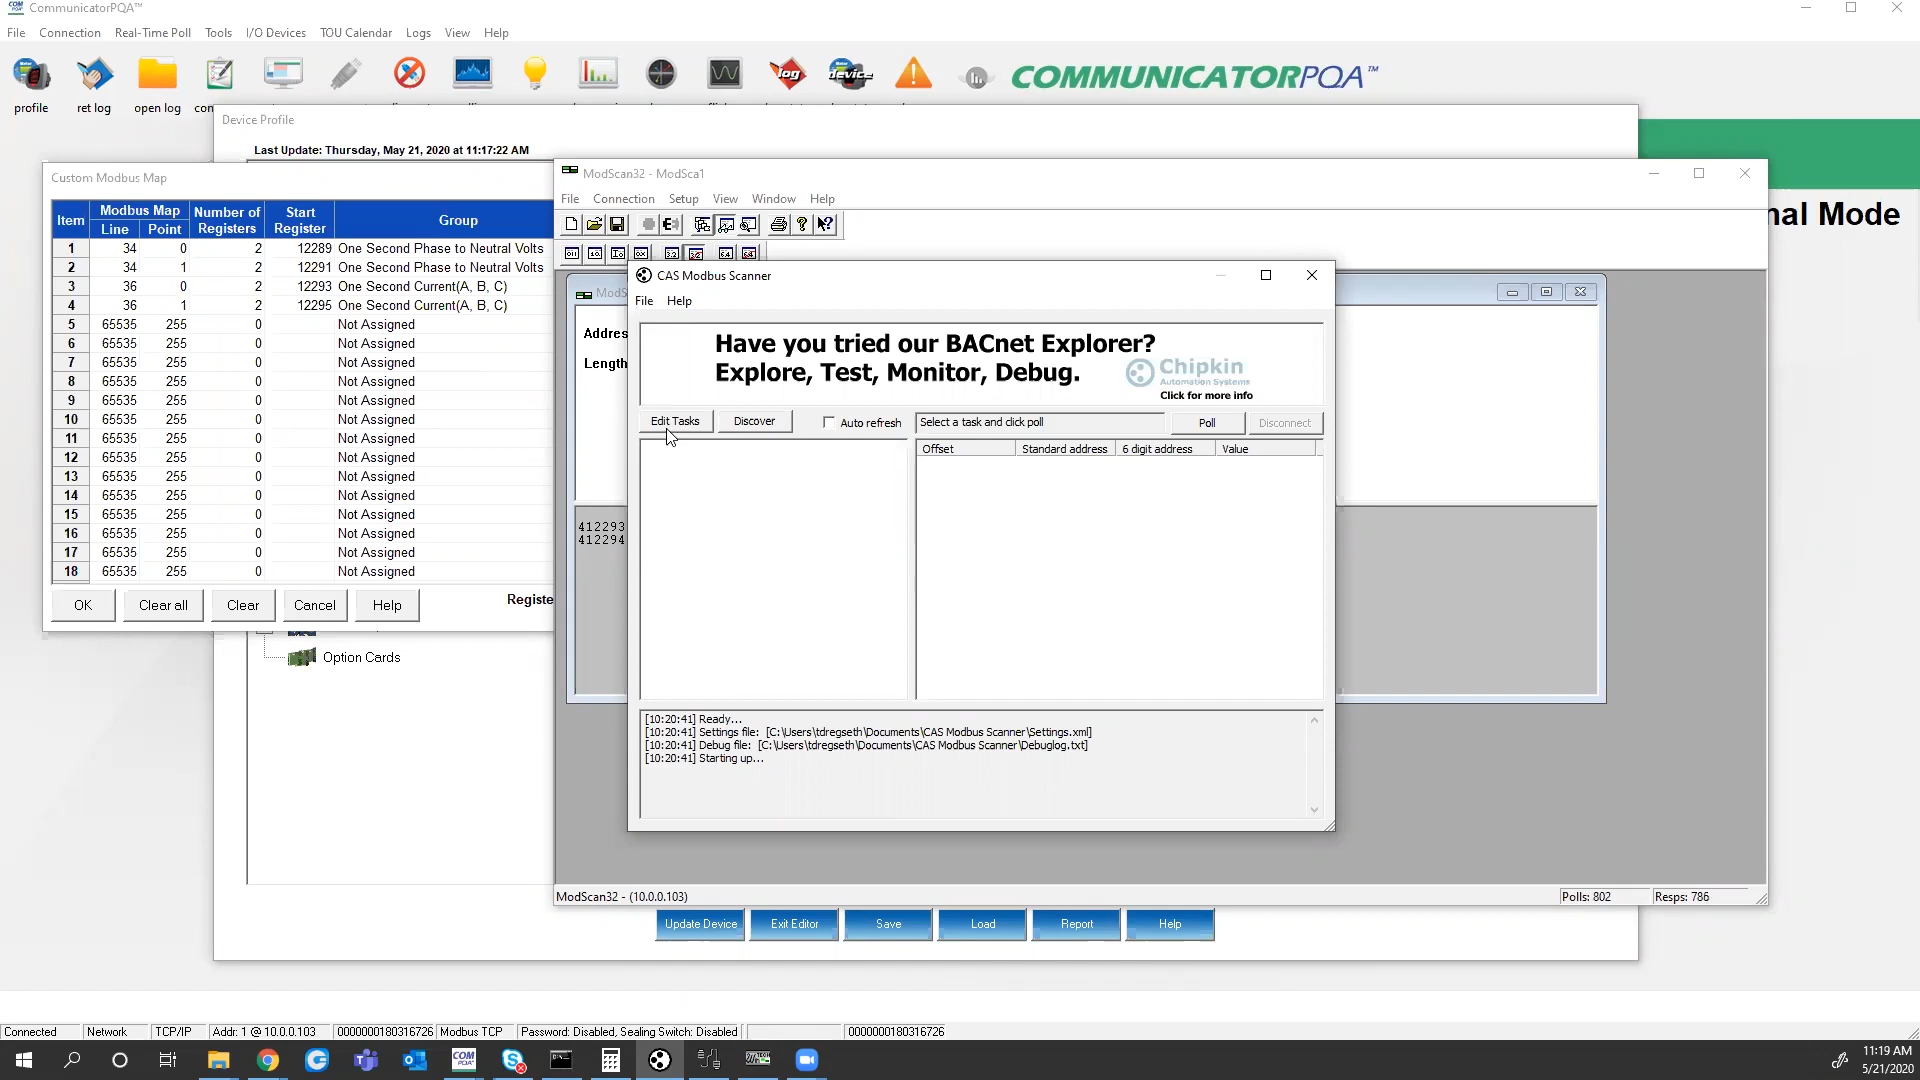 CommunicatorPQA™
File Connection Real-Time Poll Tools I/O Devices TOU Calendar Logs View Help
profile ret log open log
COMMUNICATORPQA™
Device Profile
Last Update: Thursday, May 21, 2020 at 11:17:22 AM
Custom Modbus Map
Item Modbus Map Number of Registers Start Register Group
Line Point
1 34 0 2 12289 One Second Phase to Neutral Volts
2 34 1 2 12291 One Second Phase to Neutral Volts
3 36 0 2 12293 One Second Current(A, B, C)
4 36 1 2 12295 One Second Current(A, B, C)
5 65535 255 0 Not Assigned
6 65535 255 0 Not Assigned
7 65535 255 0 Not Assigned
8 65535 255 0 Not Assigned
9 65535 255 0 Not Assigned
10 65535 255 0 Not Assigned
11 65535 255 0 Not Assigned
12 65535 255 0 Not Assigned
13 65535 255 0 Not Assigned
14 65535 255 0 Not Assigned
15 65535 255 0 Not Assigned
16 65535 255 0 Not Assigned
17 65535 255 0 Not Assigned
18 65535 255 0 Not Assigned
OK Clear all Clear Cancel Help Registe
Option Cards
ModScan32 - ModSca1
File Connection Setup View Window Help
nal Mode
ModS
Addres
Length
412293
412294
CAS Modbus Scanner
File Help
Have you tried our BACnet Explorer?
Explore, Test, Monitor, Debug.
Chipkin
Automation Systems
Click for more info
Edit Tasks Discover Auto refresh Select a task and click poll Poll Disconnect
Offset Standard address 6 digit address Value
[10:20:41] Ready...
[10:20:41] Settings file: [C:\Users\tdregseth\Documents\CAS Modbus Scanner\Settings.xml]
[10:20:41] Debug file: [C:\Users\tdregseth\Documents\CAS Modbus Scanner\Debuglog.txt]
[10:20:41] Starting up...
ModScan32 - (10.0.0.103) Polls: 802 Resps: 786
Update Device Exit Editor Save Load Report Help
Connected Network TCP/IP Addr: 1 @ 10.0.0.103 0000000180316726 Modbus TCP Password: Disabled, Sealing Switch: Disabled 0000000180316726
11:19 AM
5/21/2020